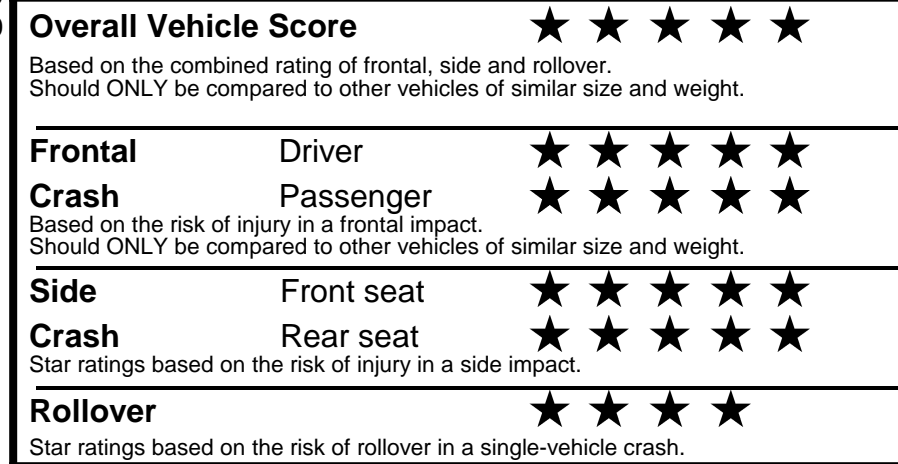 Overall Vehicle Score ★ ★ ★ ★ ★
Based on the combined rating of frontal, side and rollover.
Should ONLY be compared to other vehicles of similar size and weight.
Frontal Driver ★ ★ ★ ★ ★
Crash Passenger ★ ★ ★ ★ ★
Based on the risk of injury in a frontal impact.
Should ONLY be compared to other vehicles of similar size and weight.
Side Front seat ★ ★ ★ ★ ★
Crash Rear seat ★ ★ ★ ★ ★
Star ratings based on the risk of injury in a side impact.
Rollover ★ ★ ★ ★
Star ratings based on the risk of rollover in a single-vehicle crash.